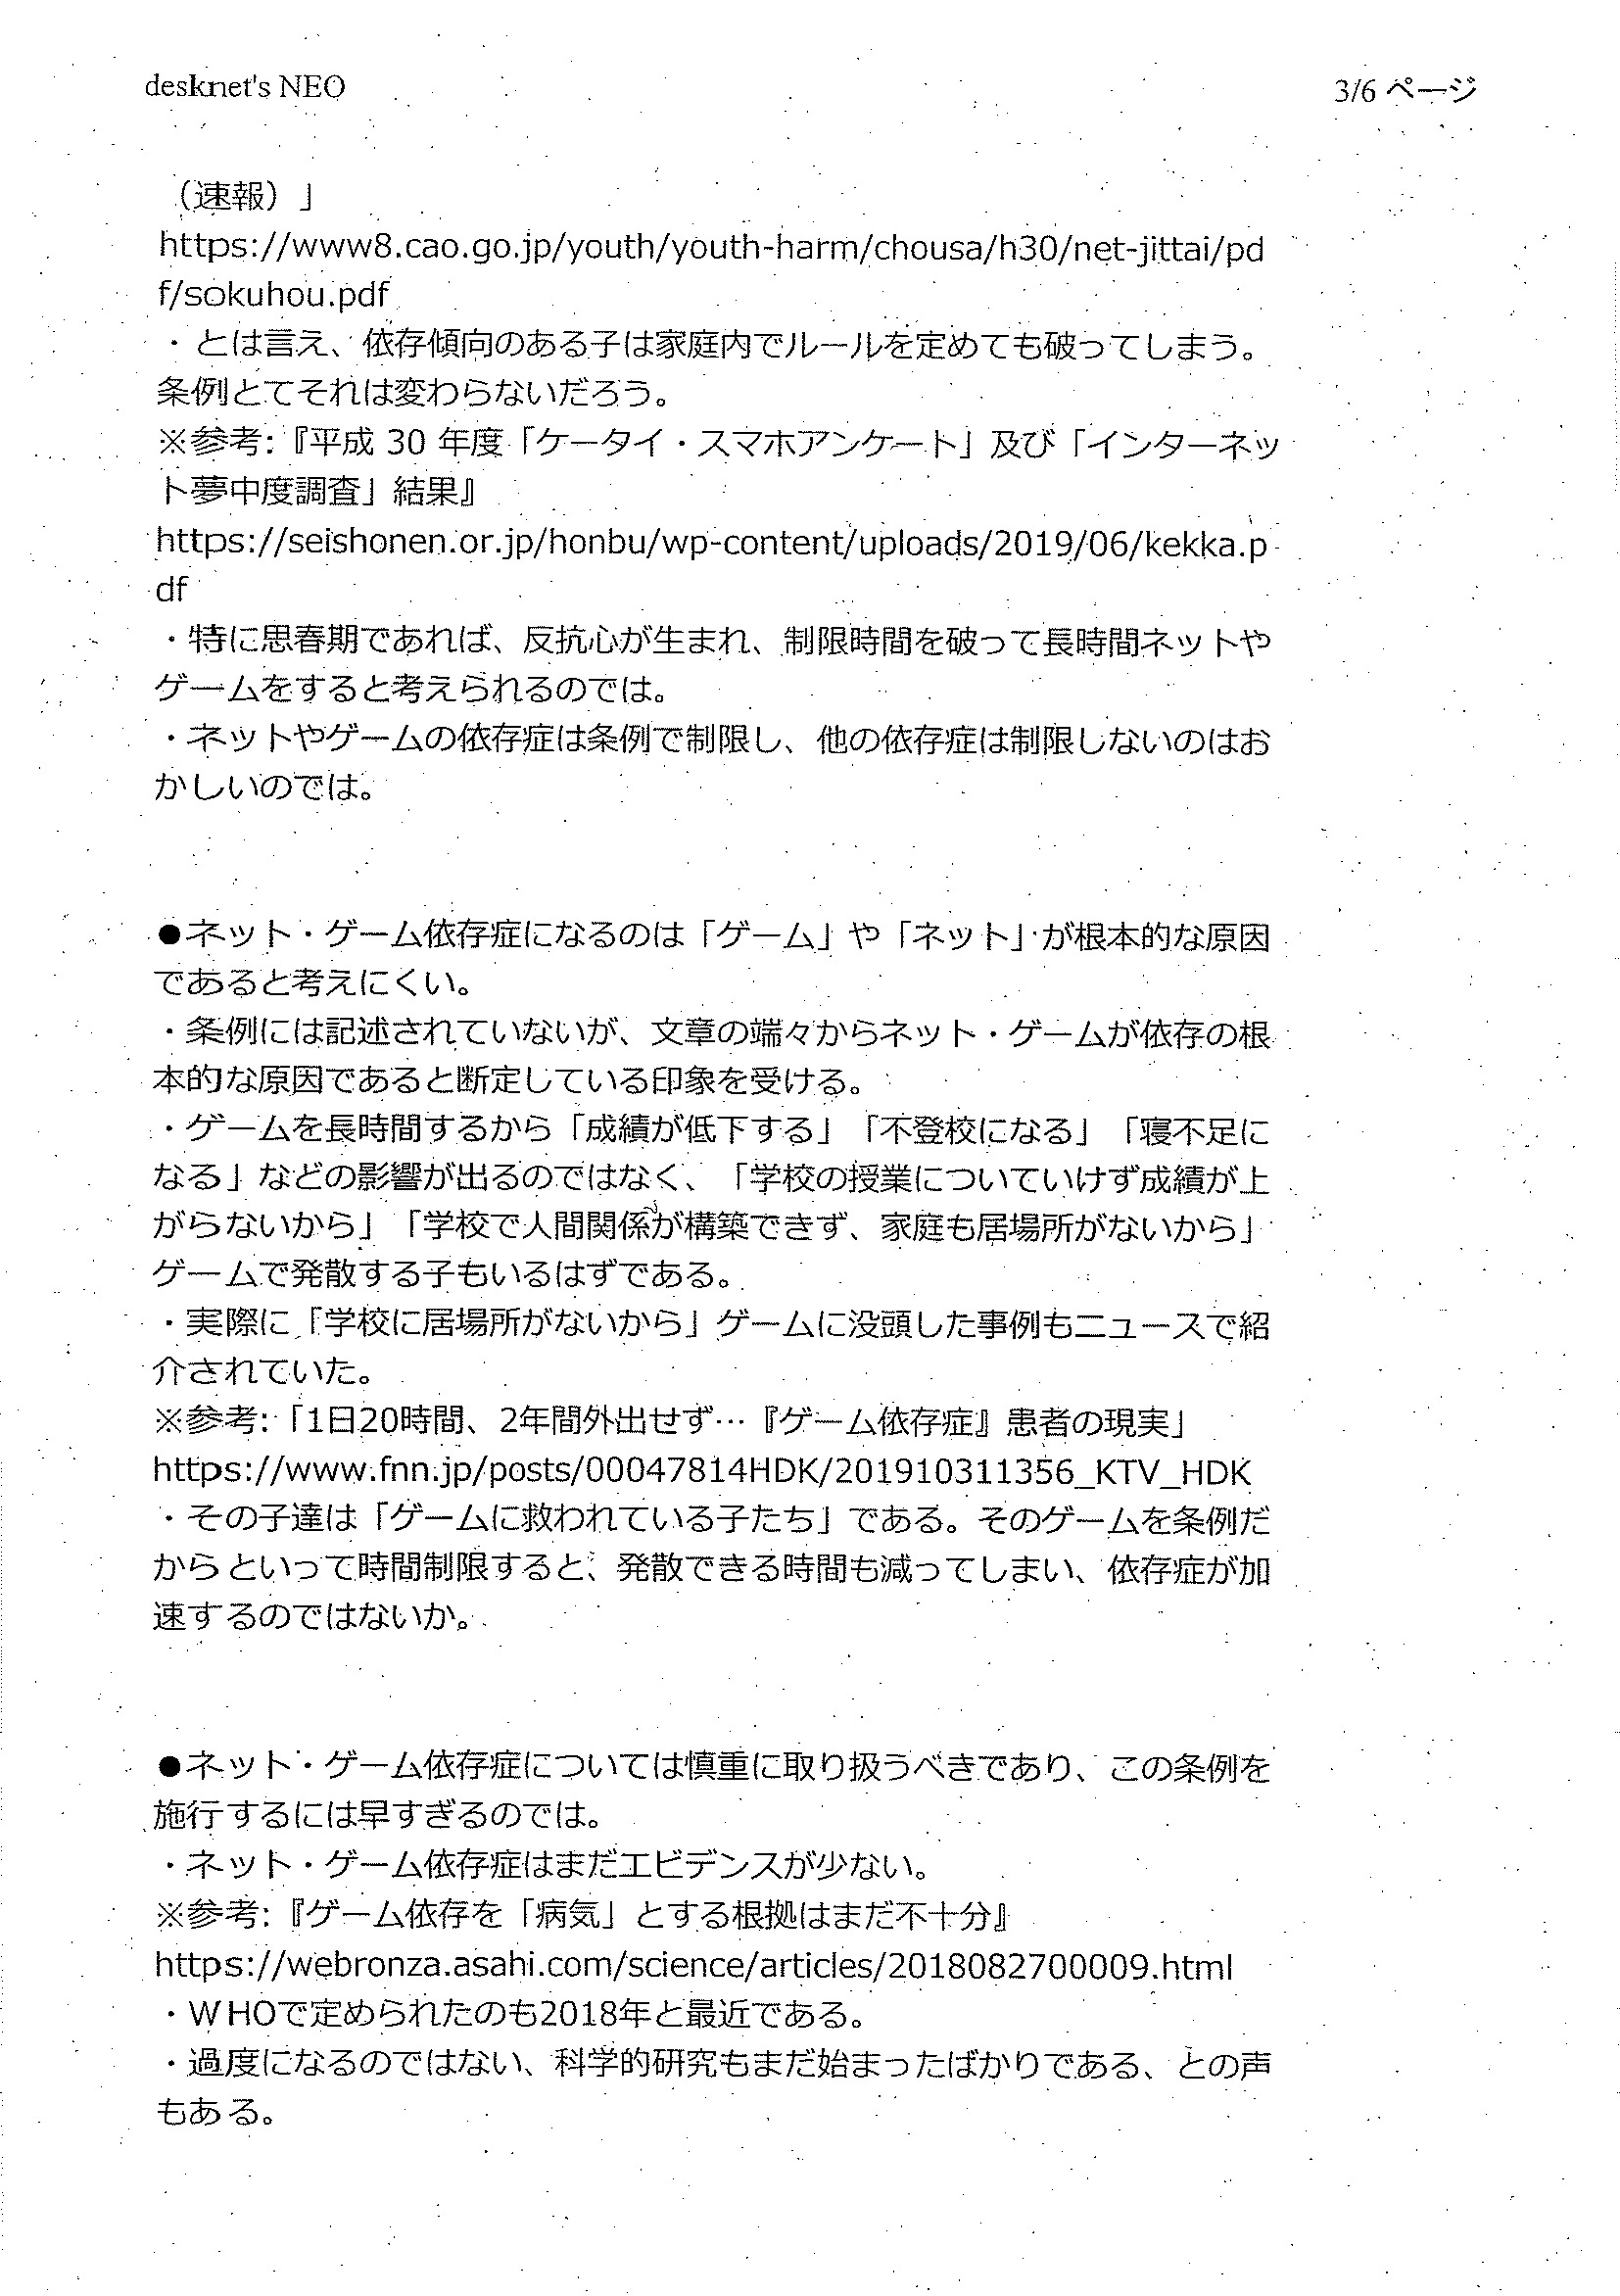 desknet's NEO
3/6 ページ
（速報）」
https://www8.cao.go.jp/youth/youth-harm/chousa/h30/net-jittai/pd
f/sokuhou.pdf
・とは言え、依存傾向のある子は家庭内でルールを定めても破ってしまう。
条例とてそれは変わらないだろう。
※参考:『平成 30 年度「ケータイ・スマホアンケート」及び「インターネッ
ト夢中度調査」結果』
https://seishonen.or.jp/honbu/wp-content/uploads/2019/06/kekka.p
df
・特に思春期であれば、反抗心が生まれ、制限時間を破って長時間ネットや
ゲームをすると考えられるのでは。
・ネットやゲームの依存症は条例で制限し、他の依存症は制限しないのはお
かしいのでは。
●ネット・ゲーム依存症になるのは「ゲーム」や「ネット」が根本的な原因
であると考えにくい。
・条例には記述されていないが、文章の端々からネット・ゲームが依存の根
本的な原因であると断定している印象を受ける。
・ゲームを長時間するから「成績が低下する」「不登校になる」「寝不足に
なる」などの影響が出るのではなく、「学校の授業についていけず成績が上
がらないから」「学校で人間関係が構築できず、家庭も居場所がないから」
ゲームで発散する子もいるはずである。
・実際に「学校に居場所がないから」ゲームに没頭した事例もニュースで紹
介されていた。
※参考:「1日20時間、2年間外出せず…『ゲーム依存症』患者の現実」
https://www.fnn.jp/posts/00047814HDK/201910311356_KTV_HDK
・その子達は「ゲームに救われている子たち」である。そのゲームを条例だ
からといって時間制限すると、発散できる時間も減ってしまい、依存症が加
速するのではないか。
●ネット・ゲーム依存症については慎重に取り扱うべきであり、この条例を
施行するには早すぎるのでは。
・ネット・ゲーム依存症はまだエビデンスが少ない。
※参考:『ゲーム依存を「病気」とする根拠はまだ不十分』
https://webronza.asahi.com/science/articles/2018082700009.html
・WHOで定められたのも2018年と最近である。
・過度になるのではない、科学的研究もまだ始まったばかりである、との声
もある。